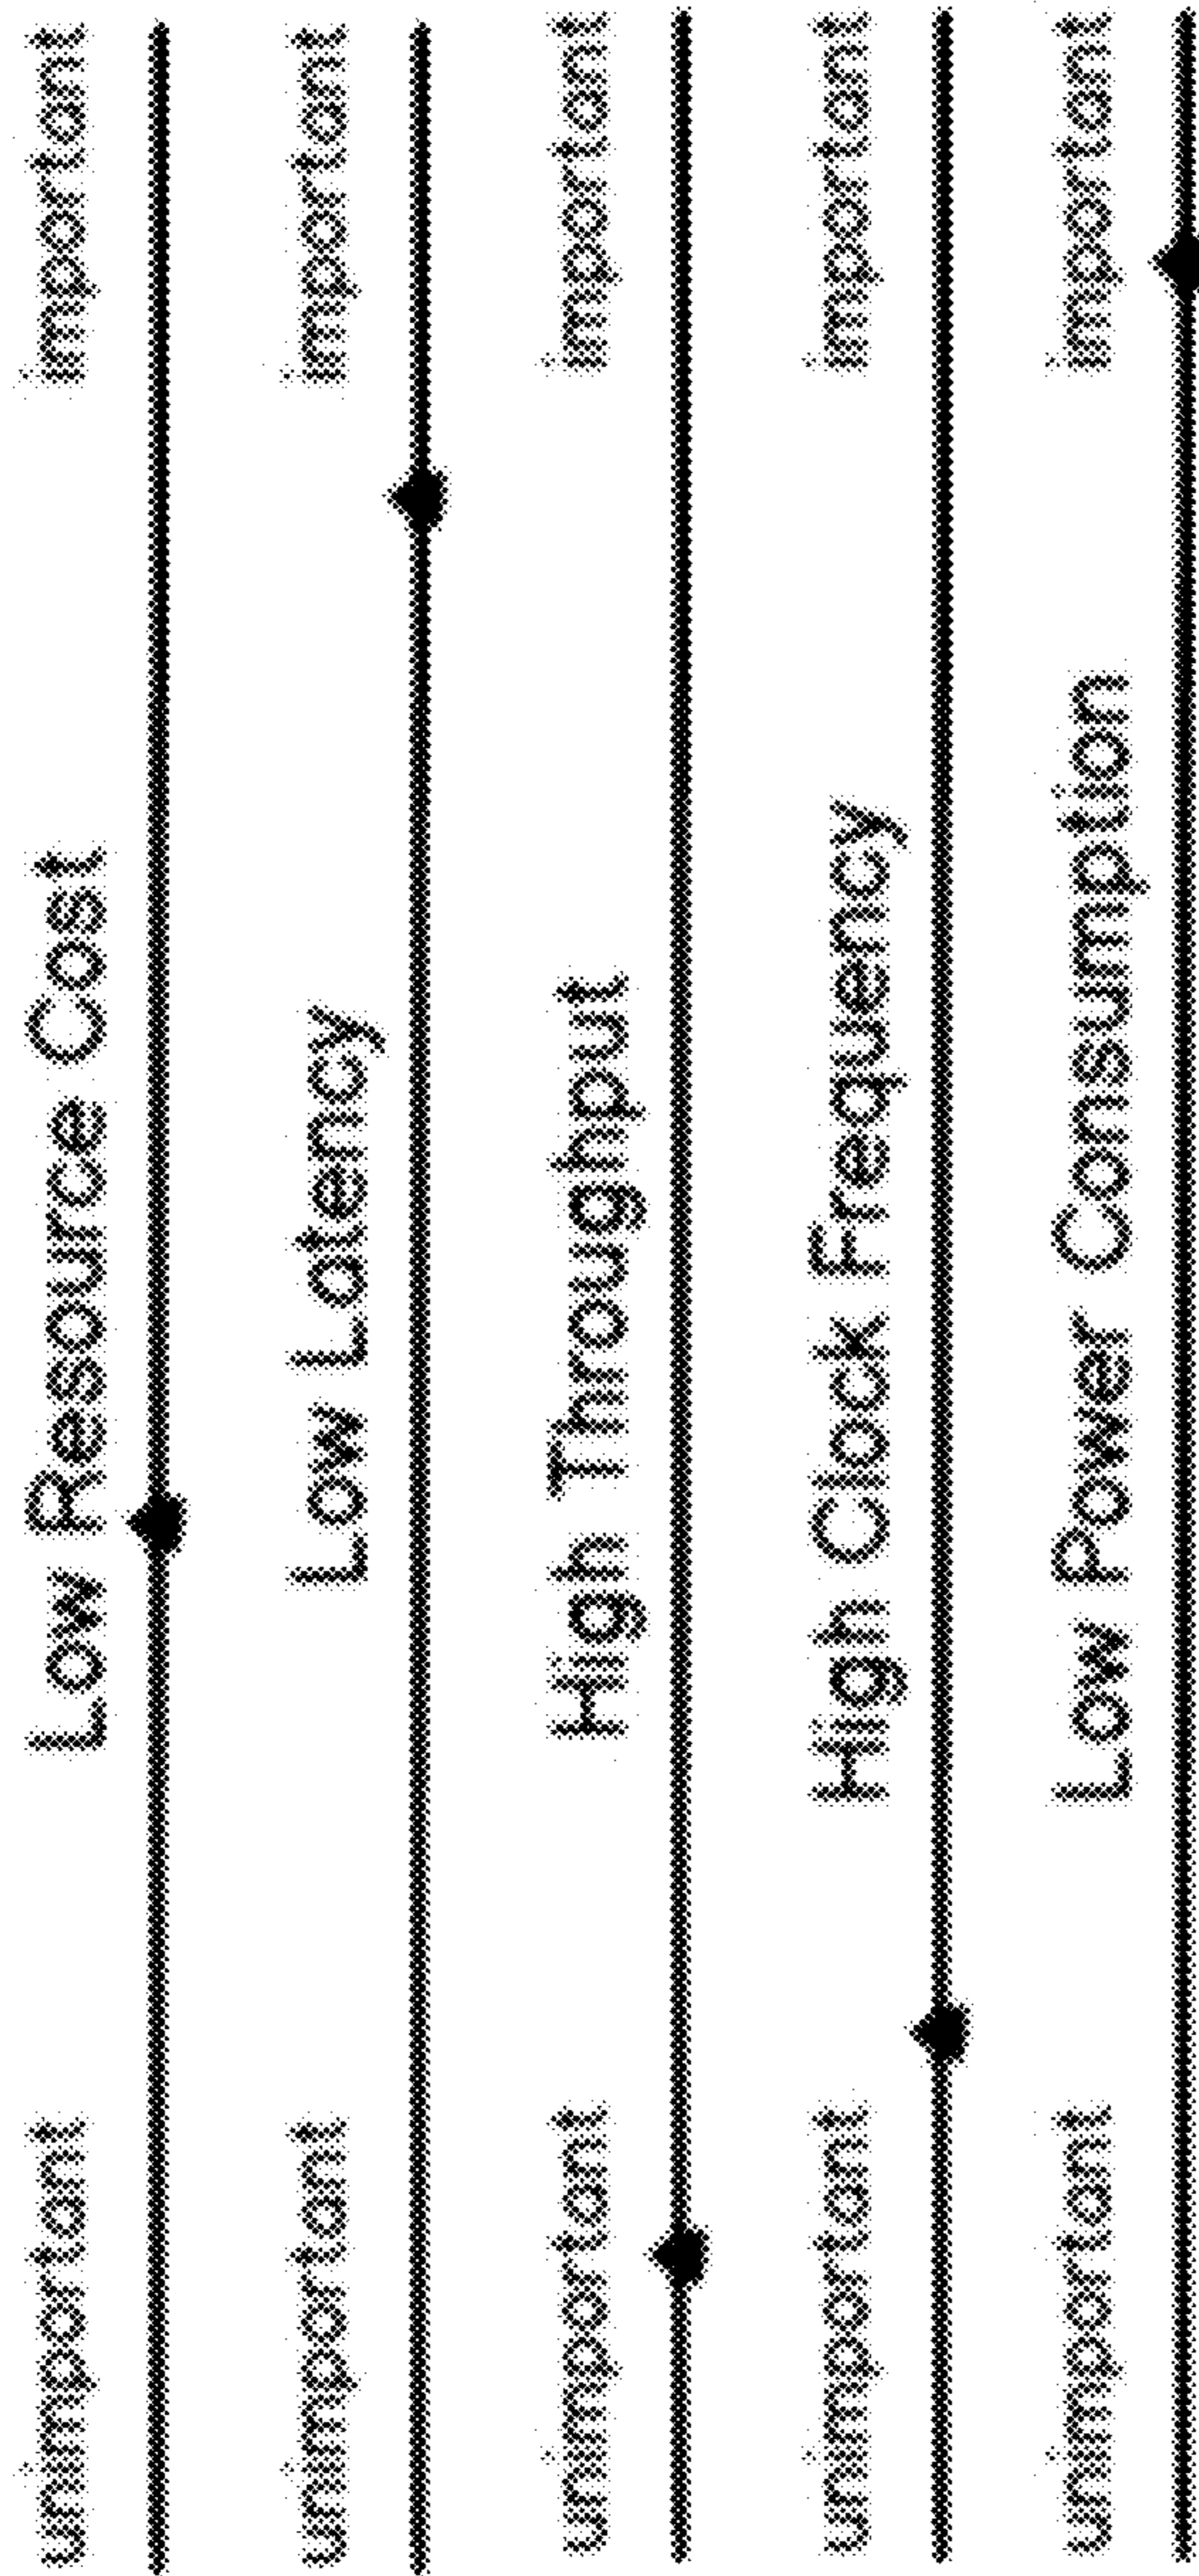 unimportant Low Resource Cost important
unimportant Low Latency important
unimportant High Throughput important
unimportant High Clock Frequency important
unimportant Low Power Consumption important